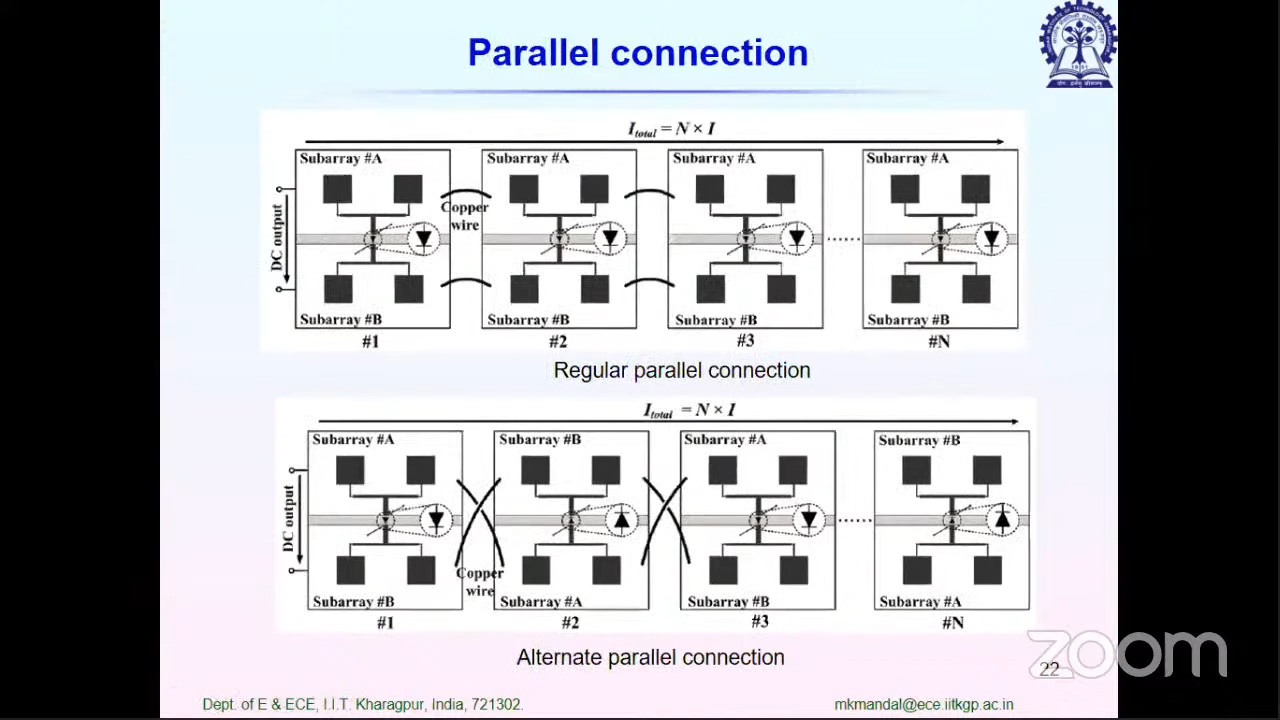 Parallel connection
I_total = N × I
Subarray #A Subarray #A Subarray #A Subarray #A
Copper
wire
DC output
Subarray #B Subarray #B Subarray #B Subarray #B
#1 #2 #3 #N
Regular parallel connection
I_total = N × I
Subarray #A Subarray #B Subarray #A Subarray #B
DC output
Copper
wire
Subarray #B Subarray #A Subarray #B Subarray #A
#1 #2 #3 #N
Alternate parallel connection
zoom
22
Dept. of E & ECE, I.I.T. Kharagpur, India, 721302. mkmandal@ece.iitkgp.ac.in